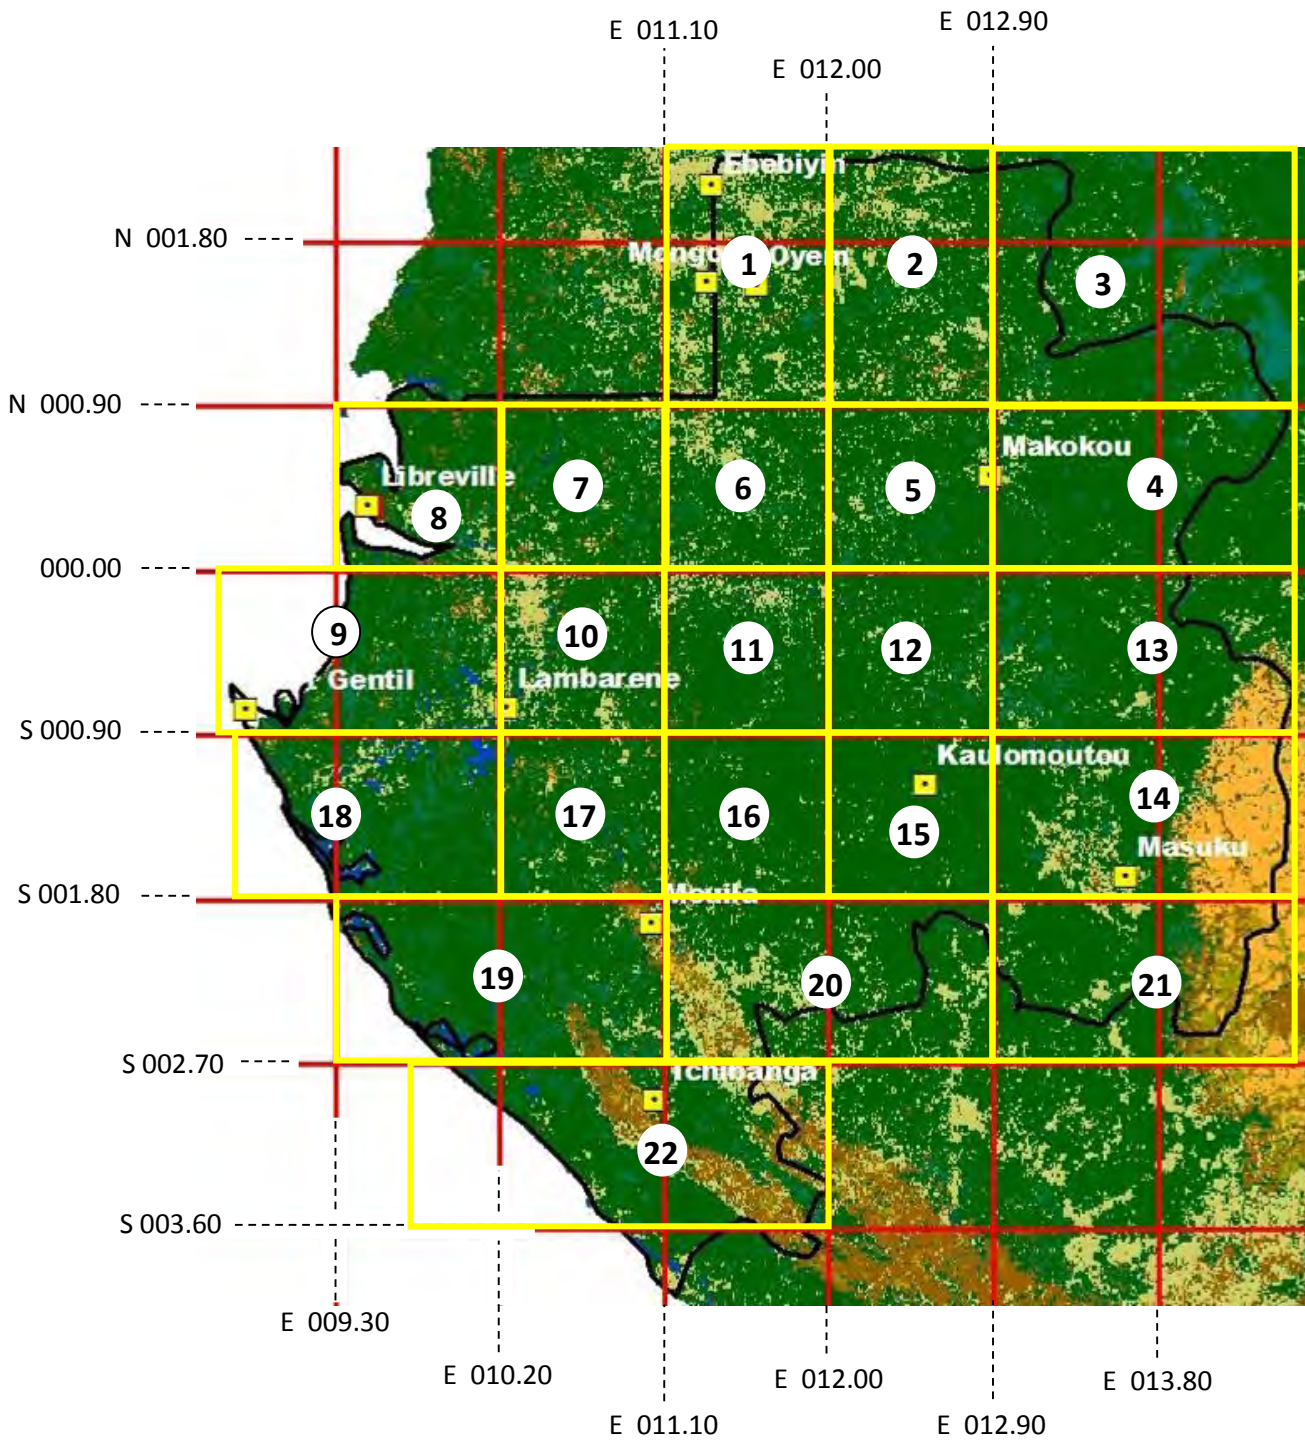 E 011.10
E 012.90
E 012.00
Ebebiyin
N 001.80
Mongo
1
Oyem
2
3
N 000.90
Makokou
Libreville
7
6
5
4
8
000.00
9
10
11
12
13
Gentil
Lambarene
S 000.90
Kaulomoutou
18
17
16
15
14
Masuku
S 001.80
Mouila
19
20
21
S 002.70
Tchibanga
22
S 003.60
E 009.30
E 010.20
E 012.00
E 013.80
E 011.10
E 012.90